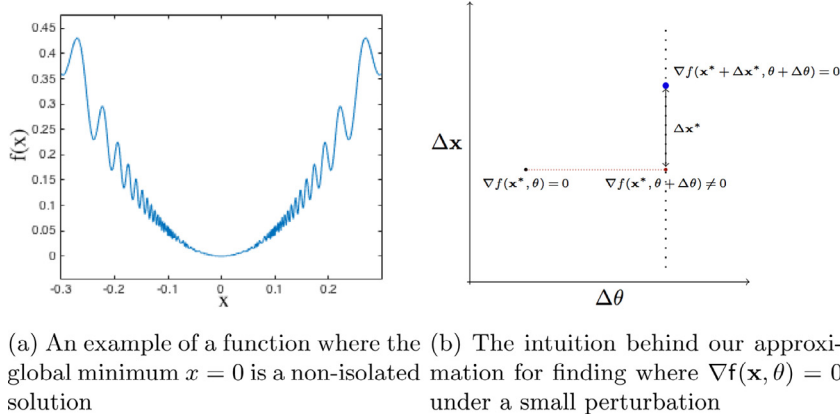 0.45
0.4
0.35
0.3
0.25
0.2
0.15
0.1
0.05
0
f(x)
-0.3 -0.2 -0.1 0 0.1 0.2
x
∇f(x*+Δx*,θ+Δθ)=0
Δx*
Δx
∇f(x*,θ)=0 ∇f(x*,θ+Δθ)≠0
Δθ
(a) An example of a function where the
global minimum x = 0 is a non-isolated
solution
(b) The intuition behind our approxi-
mation for finding where ∇f(x, θ) = 0
under a small perturbation